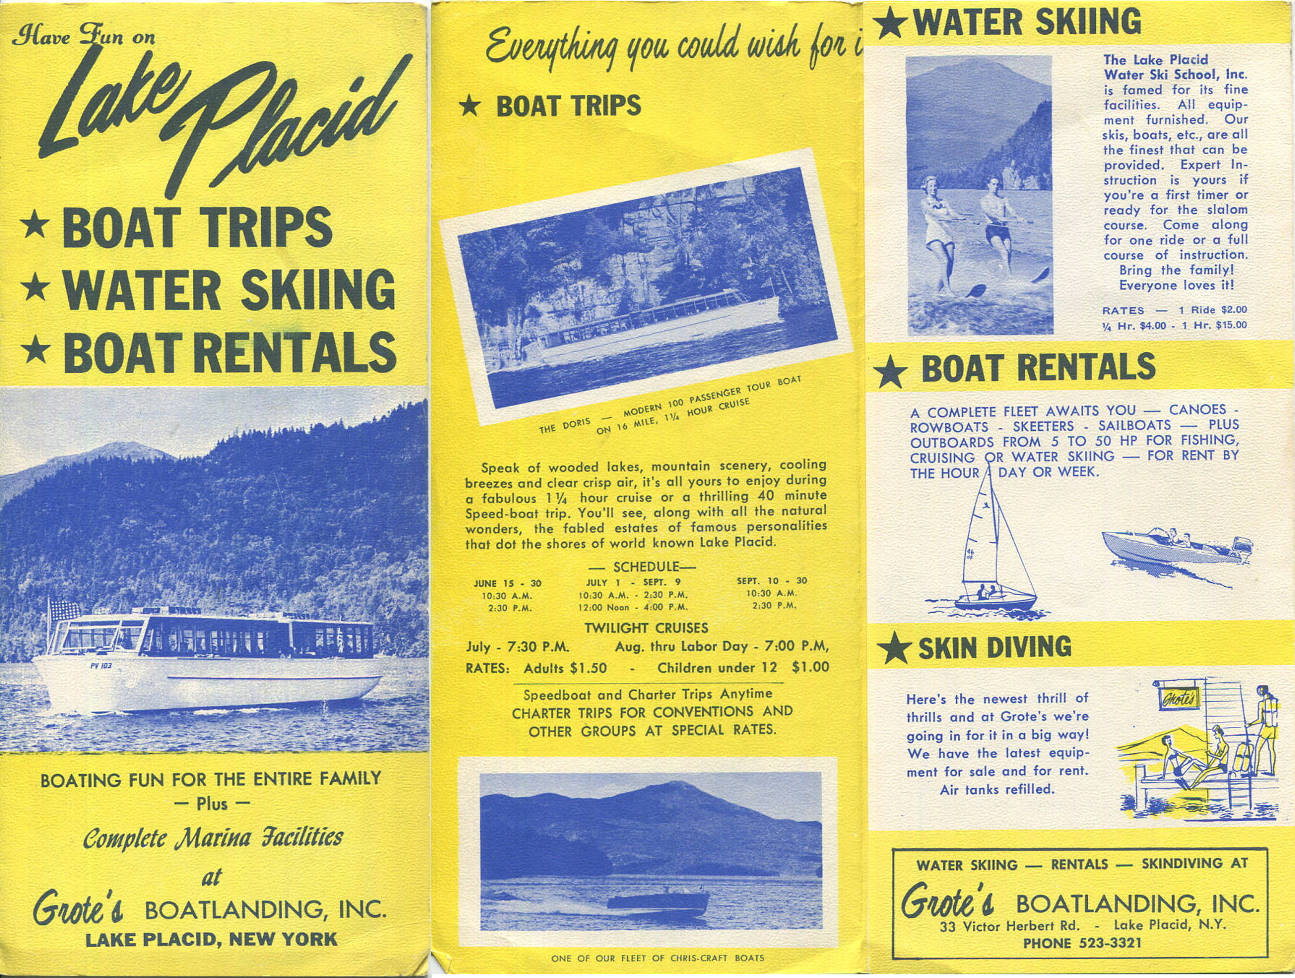 Have Fun on
Lake Placid
★ BOAT TRIPS
★ WATER SKIING
★ BOAT RENTALS
PV 103
BOATING FUN FOR THE ENTIRE FAMILY
— Plus —
Complete Marina Facilities
at
Grote's BOATLANDING, INC.
LAKE PLACID, NEW YORK
Everything you could wish for i
★ BOAT TRIPS
THE DORIS — MODERN 100 PASSENGER TOUR BOAT
ON 16 MILE, 1¼ HOUR CRUISE
Speak of wooded lakes, mountain scenery, cooling
breezes and clear crisp air, it's all yours to enjoy during
a fabulous 1¼ hour cruise or a thrilling 40 minute
Speed-boat trip. You'll see, along with all the natural
wonders, the fabled estates of famous personalities
that dot the shores of world known Lake Placid.
— SCHEDULE—
JUNE 15 - 30 JULY 1 - SEPT. 9 SEPT. 10 - 30
10:30 A.M. 10:30 A.M. - 2:30 P.M. 10:30 A.M.
2:30 P.M. 12:00 Noon - 4:00 P.M. 2:30 P.M.
TWILIGHT CRUISES
July - 7:30 P.M. Aug. thru Labor Day - 7:00 P.M,
RATES: Adults $1.50 - Children under 12 $1.00
Speedboat and Charter Trips Anytime
CHARTER TRIPS FOR CONVENTIONS AND
OTHER GROUPS AT SPECIAL RATES.
ONE OF OUR FLEET OF CHRIS-CRAFT BOATS
★ WATER SKIING
The Lake Placid
Water Ski School, Inc.
is famed for its fine
facilities. All equip-
ment furnished. Our
skis, boats, etc., are all
the finest that can be
provided. Expert In-
struction is yours if
you're a first timer or
ready for the slalom
course. Come along
for one ride or a full
course of instruction.
Bring the family!
Everyone loves it!
RATES — 1 Ride $2.00
¼ Hr. $4.00 - 1 Hr. $15.00
★ BOAT RENTALS
A COMPLETE FLEET AWAITS YOU — CANOES -
ROWBOATS - SKEETERS - SAILBOATS — PLUS
OUTBOARDS FROM 5 TO 50 HP FOR FISHING,
CRUISING OR WATER SKIING — FOR RENT BY
THE HOUR, DAY OR WEEK.
★ SKIN DIVING
Here's the newest thrill of
thrills and at Grote's we're
going in for it in a big way!
We have the latest equip-
ment for sale and for rent.
Air tanks refilled.
Grote's
WATER SKIING — RENTALS — SKINDIVING AT
Grote's BOATLANDING, INC.
33 Victor Herbert Rd. - Lake Placid, N.Y.
PHONE 523-3321